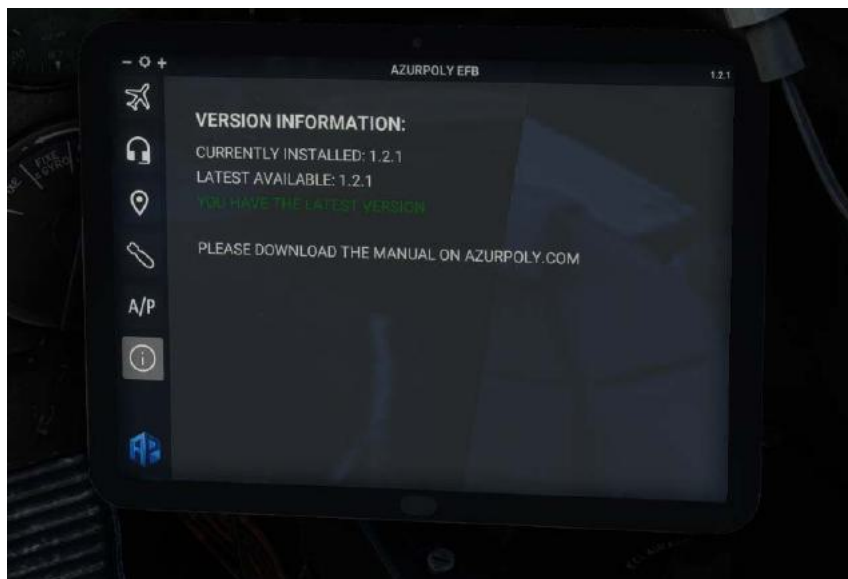 - +
AZURPOLY EFB
1.2.1
VERSION INFORMATION:
CURRENTLY INSTALLED: 1.2.1
LATEST AVAILABLE: 1.2.1
YOU HAVE THE LATEST VERSION
PLEASE DOWNLOAD THE MANUAL ON AZURPOLY.COM
A/P
i
FIXE